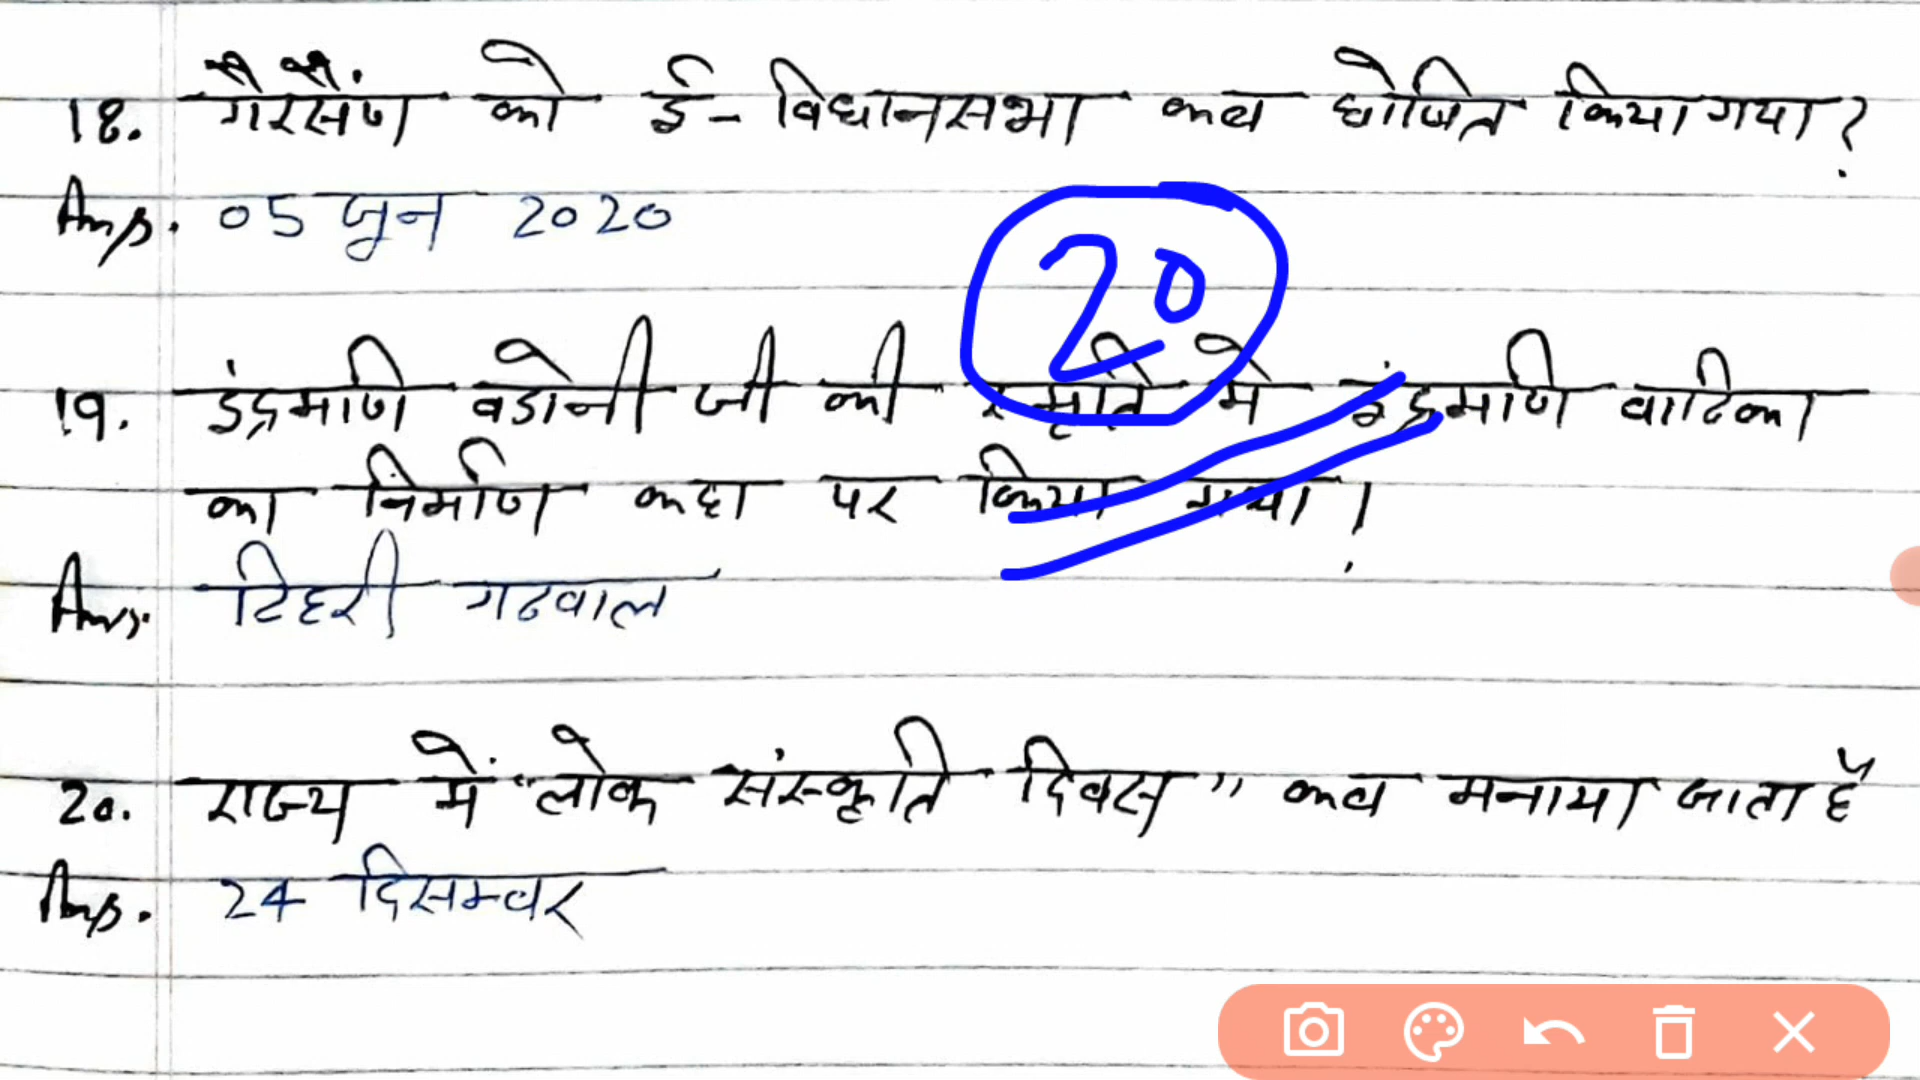 18. गैरसैंण को ई-विधानसभा कब घोषित किया गया?
Ans. 05 जून 2020
20
19. इंद्रमणि बडोनी जी की स्मृति मे इंद्रमणि वाटिका
का निर्माण कहा पर किया गया?
Ans. टिहरी गढवाल
20. राज्य में "लोक संस्कृति दिवस" कब मनाया जाता है
Ans. 24 दिसम्बर